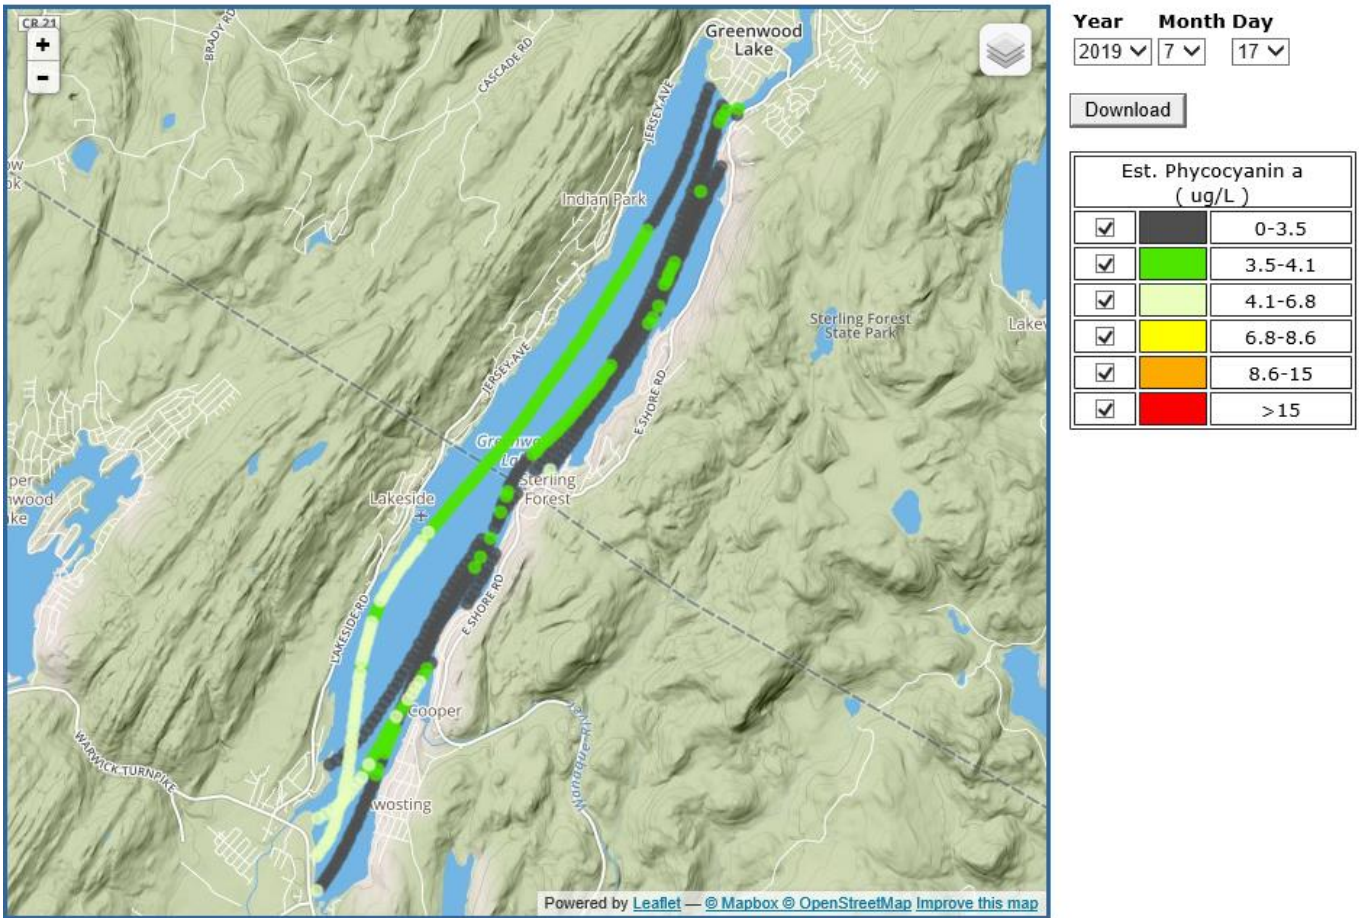 CR 21
+
−
BRADY RD
CASCADE RD
Greenwood
Lake
JERSEY AVE
Indian Park
JERSEY AVE
Sterling Forest
State Park
E SHORE RD
Lakeside
Sterling
Forest
LAKESIDE RD
E SHORE RD
Cooper
WARWICK TURNPIKE
Wanaque River
wosting
Powered by Leaflet — © Mapbox © OpenStreetMap Improve this map
Year Month Day
2019 7 17
Download
Est. Phycocyanin a
( ug/L )
0-3.5
3.5-4.1
4.1-6.8
6.8-8.6
8.6-15
>15